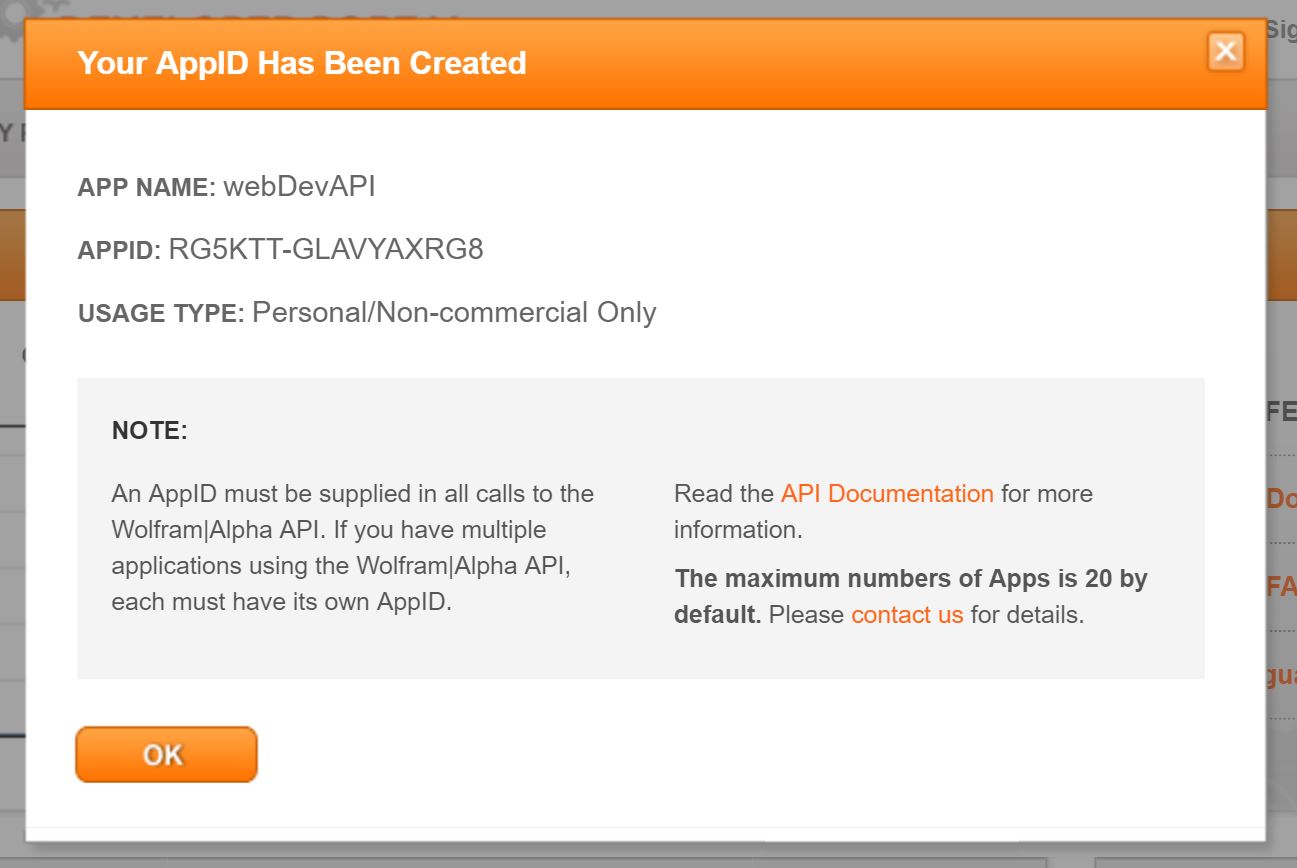 Your AppID Has Been Created
APP NAME: webDevAPI
APPID: RG5KTT-GLAVYAXRG8
USAGE TYPE: Personal/Non-commercial Only
NOTE:
An AppID must be supplied in all calls to the
Wolfram|Alpha API. If you have multiple
applications using the Wolfram|Alpha API,
each must have its own AppID.
Read the API Documentation for more
information.
The maximum numbers of Apps is 20 by
default. Please contact us for details.
OK